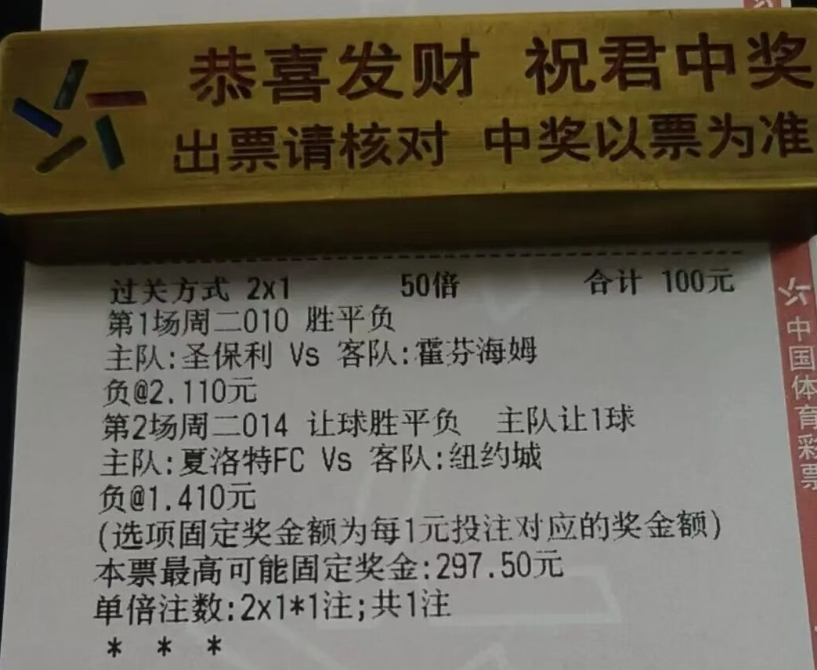 恭喜发财 祝君中奖
出票请核对 中奖以票为准
过关方式 2x1 50倍 合计 100元
第1场周二010 胜平负
主队:圣保利 Vs 客队:霍芬海姆
负@2.110元
第2场周二014 让球胜平负 主队让1球
主队:夏洛特FC Vs 客队:纽约城
负@1.410元
(选项固定奖金额为每1元投注对应的奖金额)
本票最高可能固定奖金:297.50元
单倍注数:2x1*1注;共1注
* * *
中国体育彩票